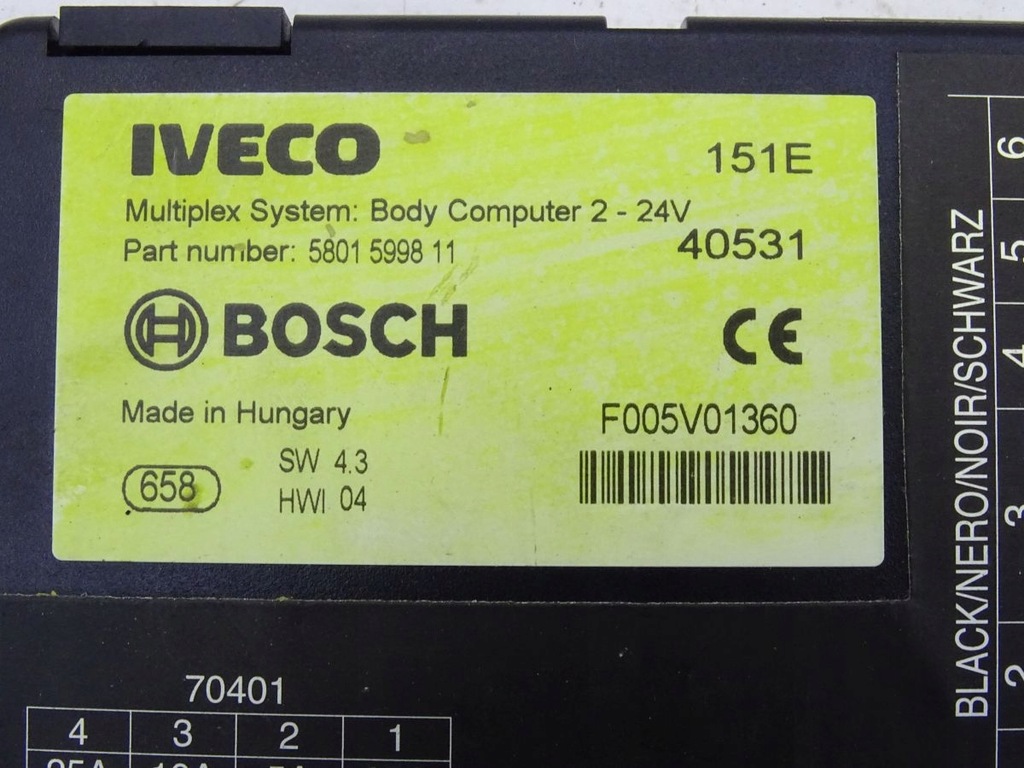 IVECO
151E
Multiplex System: Body Computer 2 - 24V
Part number: 5801 5998 11
40531
BOSCH
CE
Made in Hungary
F005V01360
658
SW 4.3
HWI 04
70401
4 3 2 1
BLACK/NERO/NOIR/SCHWARZ
6
5
4
3
2